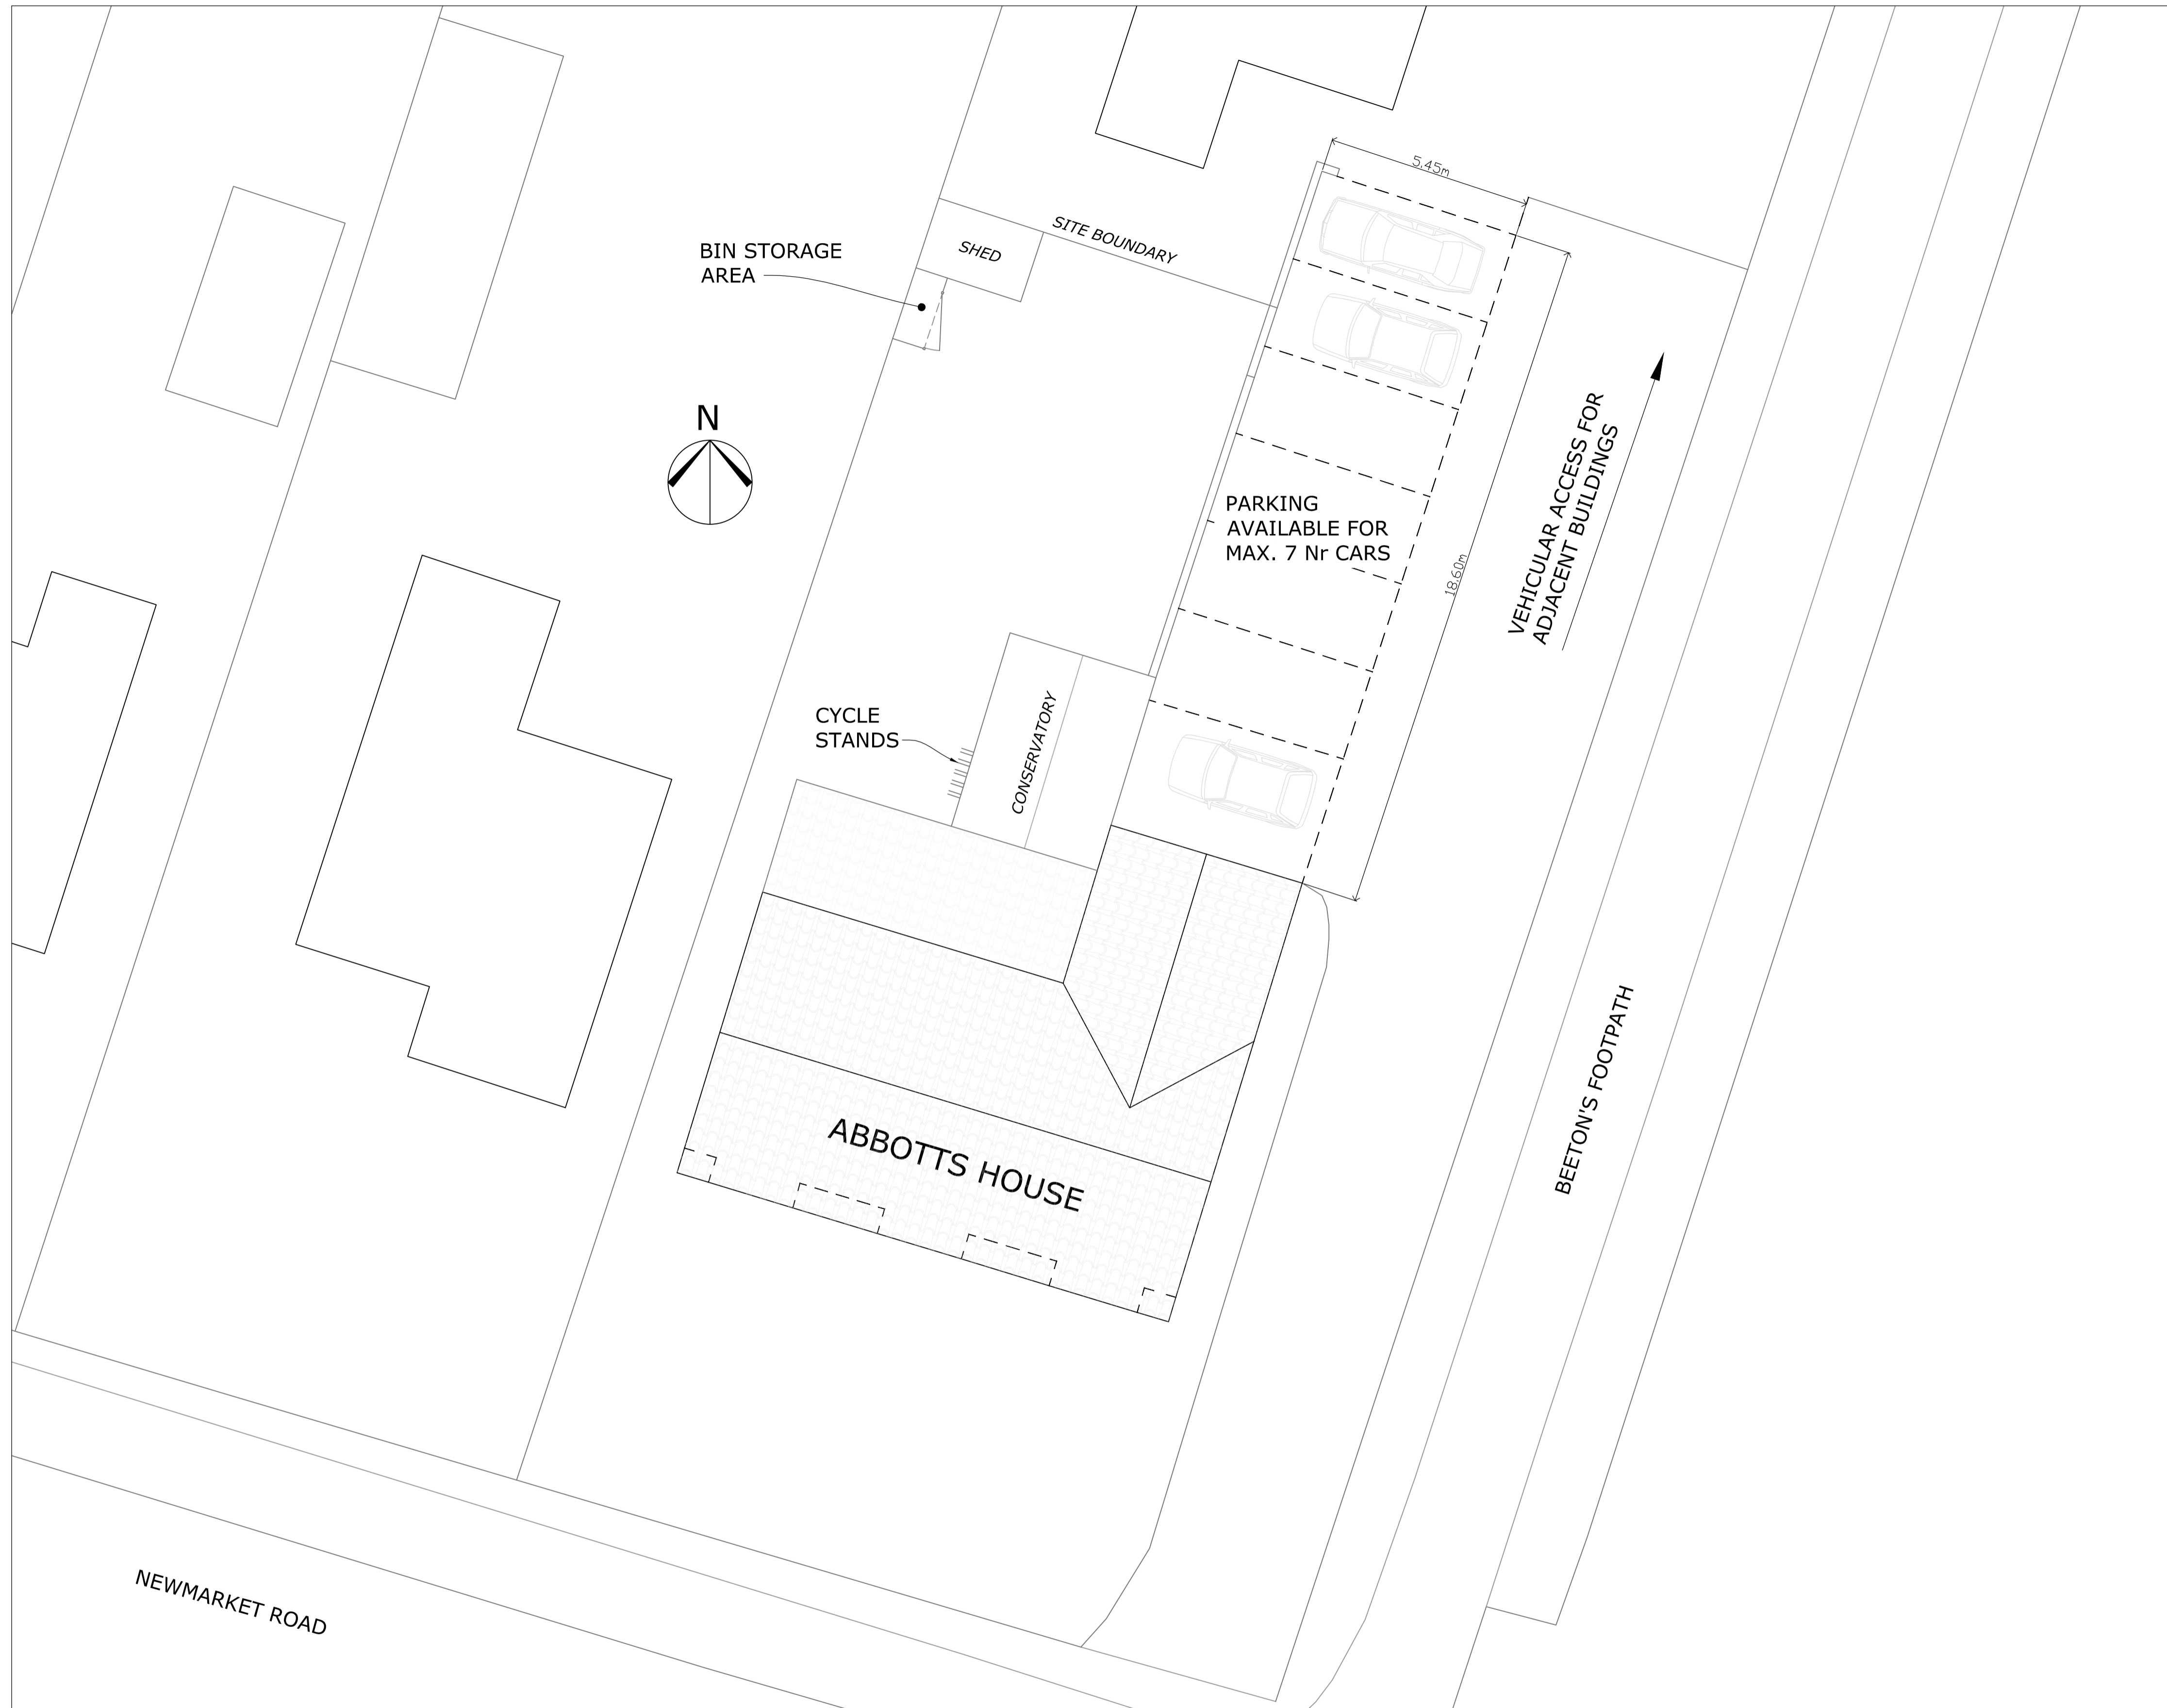 5.45m
SITE BOUNDARY
SHED
BIN STORAGE
AREA
N
VEHICULAR ACCESS FOR
ADJACENT BUILDINGS
PARKING
AVAILABLE FOR
MAX. 7 Nr CARS
18.60m
CONSERVATORY
CYCLE
STANDS
ABBOTTS HOUSE
BEETON'S FOOTPATH
NEWMARKET ROAD